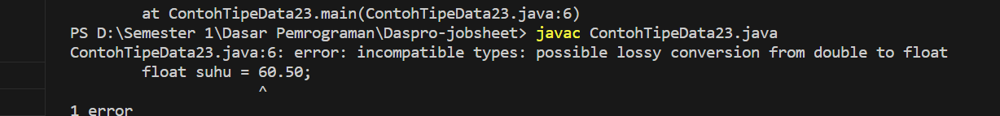 at ContohTipeData23.main(ContohTipeData23.java:6)
PS D:\Semester 1\Dasar Pemrograman\Daspro-jobsheet> javac ContohTipeData23.java
ContohTipeData23.java:6: error: incompatible types: possible lossy conversion from double to float
float suhu = 60.50;
^
1 error